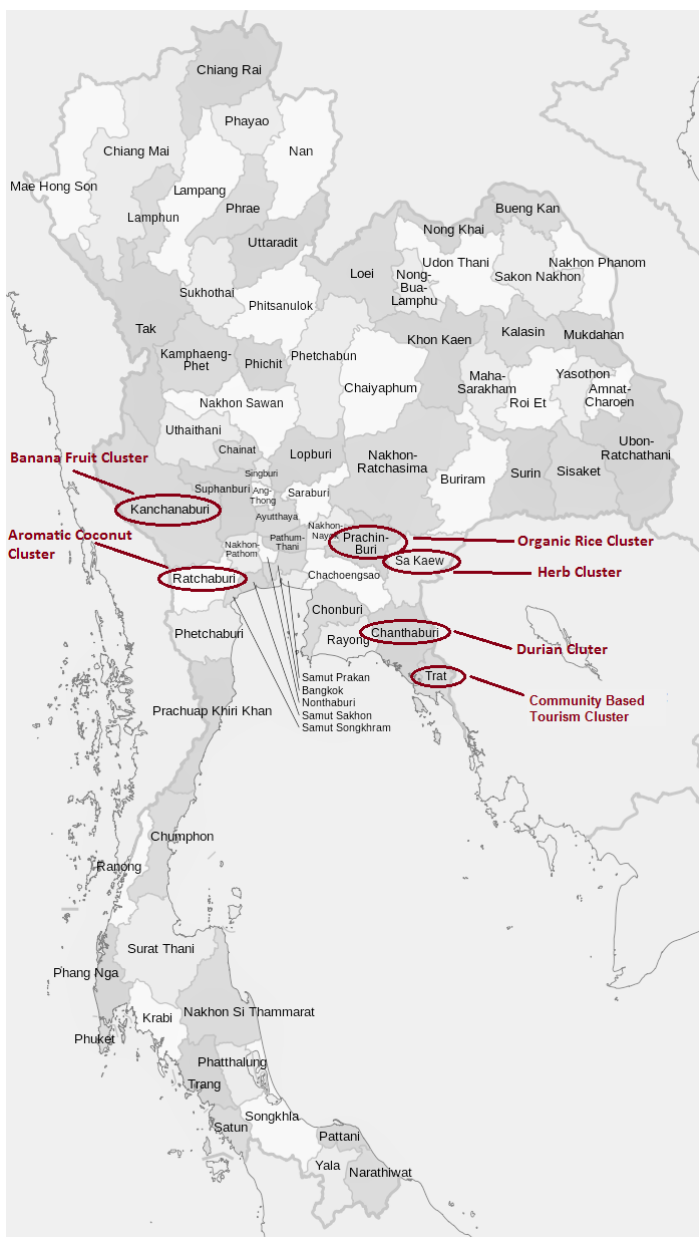 Chiang Rai
Phayao
Chiang Mai
Nan
Mae Hong Son
Lampang
Lamphun
Phrae
Bueng Kan
Nong Khai
Uttaradit
Loei
Udon Thani
Nakhon Phanom
Nong-
Bua-
Lamphu
Sakon Nakhon
Sukhothai
Phitsanulok
Tak
Khon Kaen
Kalasin
Mukdahan
Kamphaeng-
Phet
Phichit
Phetchabun
Chaiyaphum
Maha-
Sarakham
Yasothon
Roi Et
Amnat-
Charoen
Nakhon Sawan
Uthaithani
Chainat
Lopburi
Nakhon-
Ratchasima
Ubon-
Ratchathani
Banana Fruit Cluster
Singburi
Buriram
Surin
Sisaket
Suphanburi
Ang-
Thong
Saraburi
Kanchanaburi
Ayutthaya
Aromatic Coconut
Cluster
Nakhon-
Nayok
Prachin-
Buri
Organic Rice Cluster
Nakhon-
Pathom
Pathum-
Thani
Sa Kaew
Herb Cluster
Ratchaburi
Chachoengsao
Chonburi
Phetchaburi
Rayong
Chanthaburi
Durian Cluter
Samut Prakan
Bangkok
Nonthaburi
Samut Sakhon
Samut Songkhram
Trat
Community Based
Tourism Cluster
Prachuap Khiri Khan
Chumphon
Ranong
Surat Thani
Phang Nga
Nakhon Si Thammarat
Krabi
Phuket
Phatthalung
Trang
Songkhla
Satun
Pattani
Yala
Narathiwat